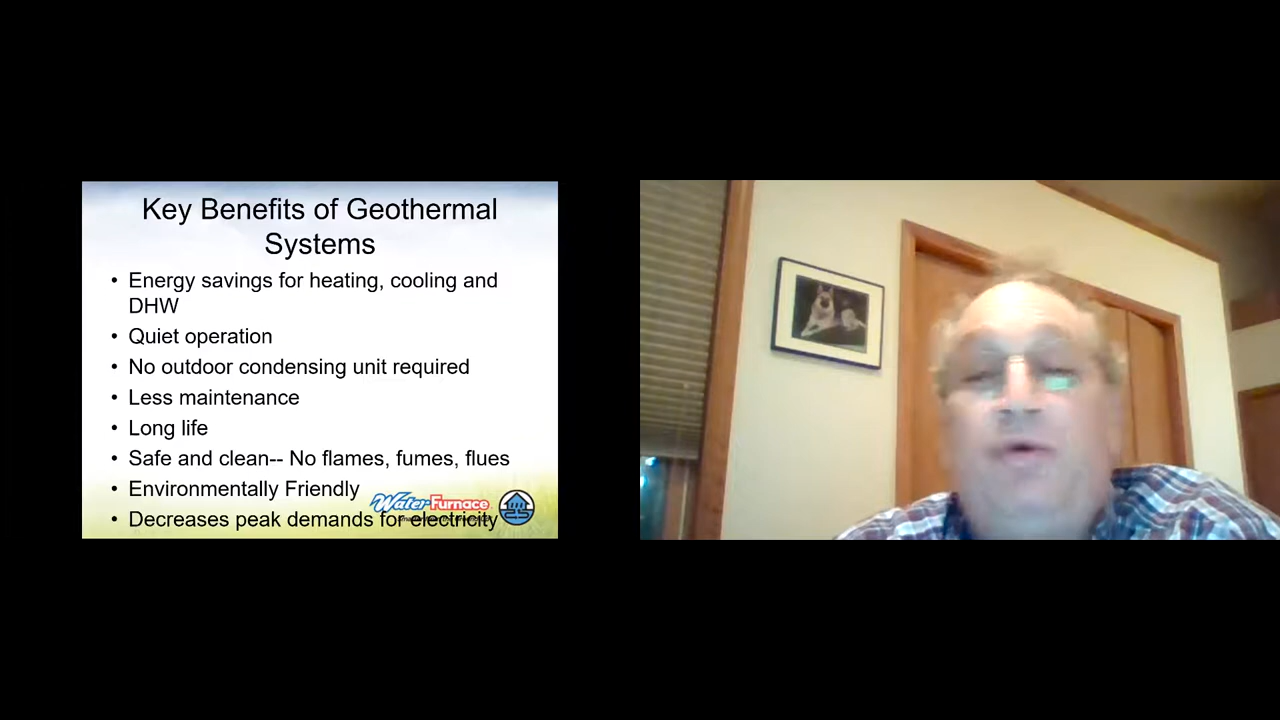 Key Benefits of Geothermal
Systems
• Energy savings for heating, cooling and
DHW
• Quiet operation
• No outdoor condensing unit required
• Less maintenance
• Long life
• Safe and clean-- No flames, fumes, flues
• Environmentally Friendly
WaterFurnace
• Decreases peak demands for electricity